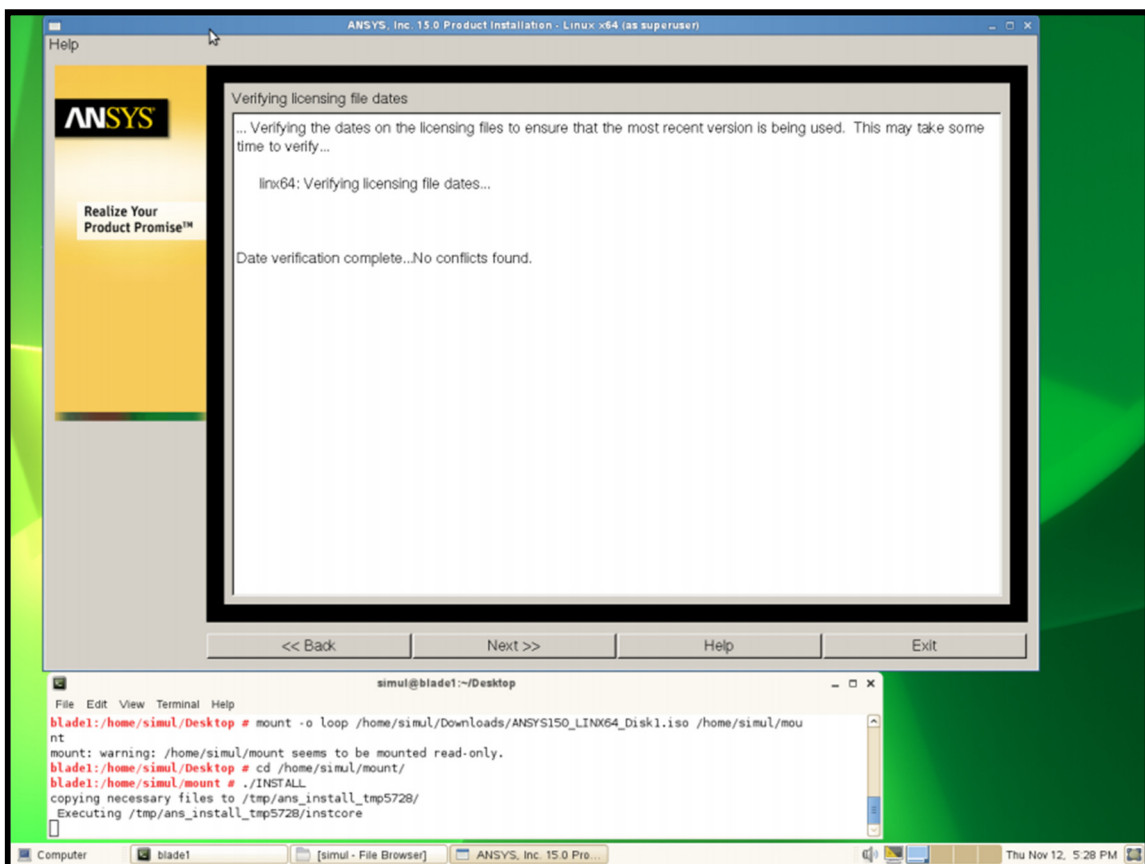 ANSYS, Inc. 15.0 Product Installation - Linux x64 (as superuser)
Help
ANSYS
Realize Your
Product Promise™
Verifying licensing file dates
... Verifying the dates on the licensing files to ensure that the most recent version is being used. This may take some
time to verify...
linx64: Verifying licensing file dates...
Date verification complete...No conflicts found.
<< Back Next >> Help Exit
simul@blade1:~/Desktop
File Edit View Terminal Help
blade1:/home/simul/Desktop # mount -o loop /home/simul/Downloads/ANSYS150_LINX64_Disk1.iso /home/simul/mou
nt
mount: warning: /home/simul/mount seems to be mounted read-only.
blade1:/home/simul/Desktop # cd /home/simul/mount/
blade1:/home/simul/mount # ./INSTALL
copying necessary files to /tmp/ans_install_tmp5728/
Executing /tmp/ans_install_tmp5728/instcore
Computer blade1 [simul - File Browser] ANSYS, Inc. 15.0 Pro... Thu Nov 12, 5:28 PM